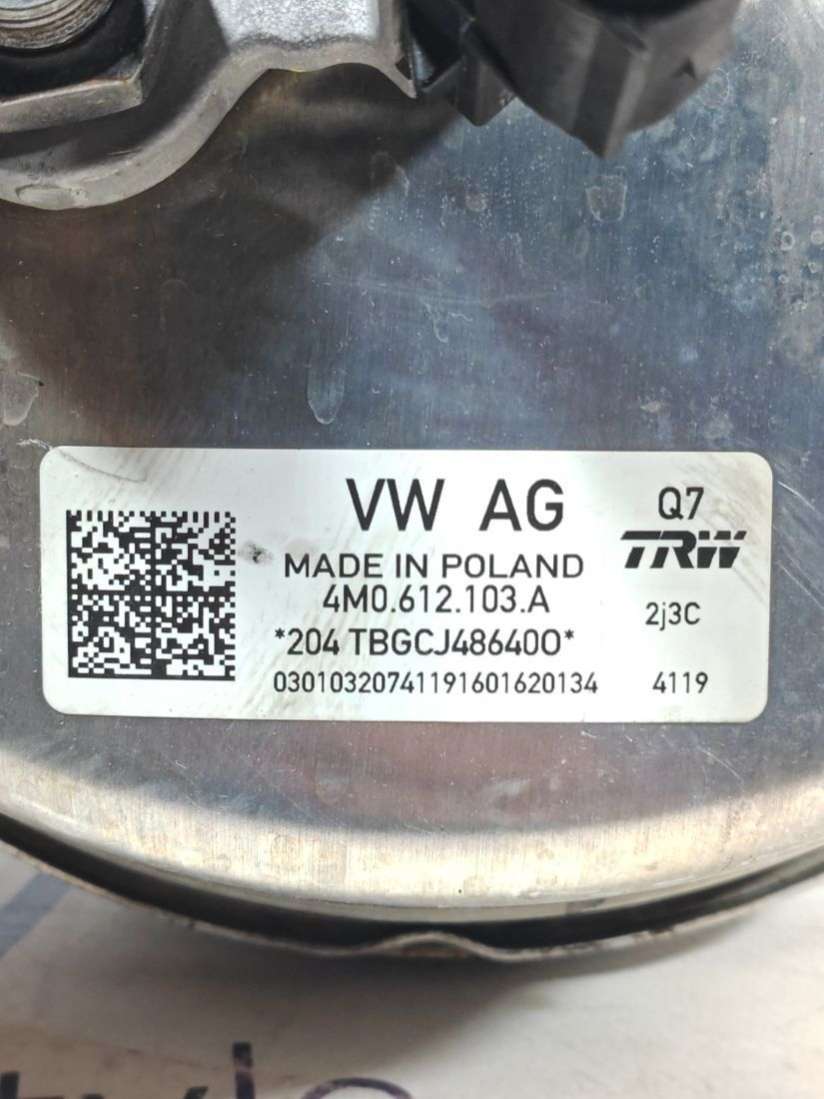 VW AG
Q7
TRW
MADE IN POLAND
4M0.612.103.A
2j3C
*204 TBGCJ486400*
03010320741191601620134
4119